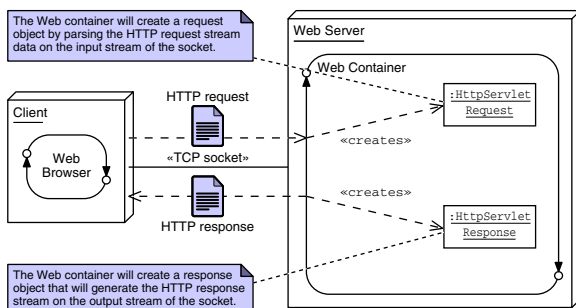 The Web container will create a request
object by parsing the HTTP request stream
data on the input stream of the socket.
Web Server
Web Container
:HttpServlet
Request
HTTP request
Client
Web
Browser
«TCP socket»
«creates»
«creates»
HTTP response
:HttpServlet
Response
The Web container will create a response
object that will generate the HTTP response
stream on the output stream of the socket.